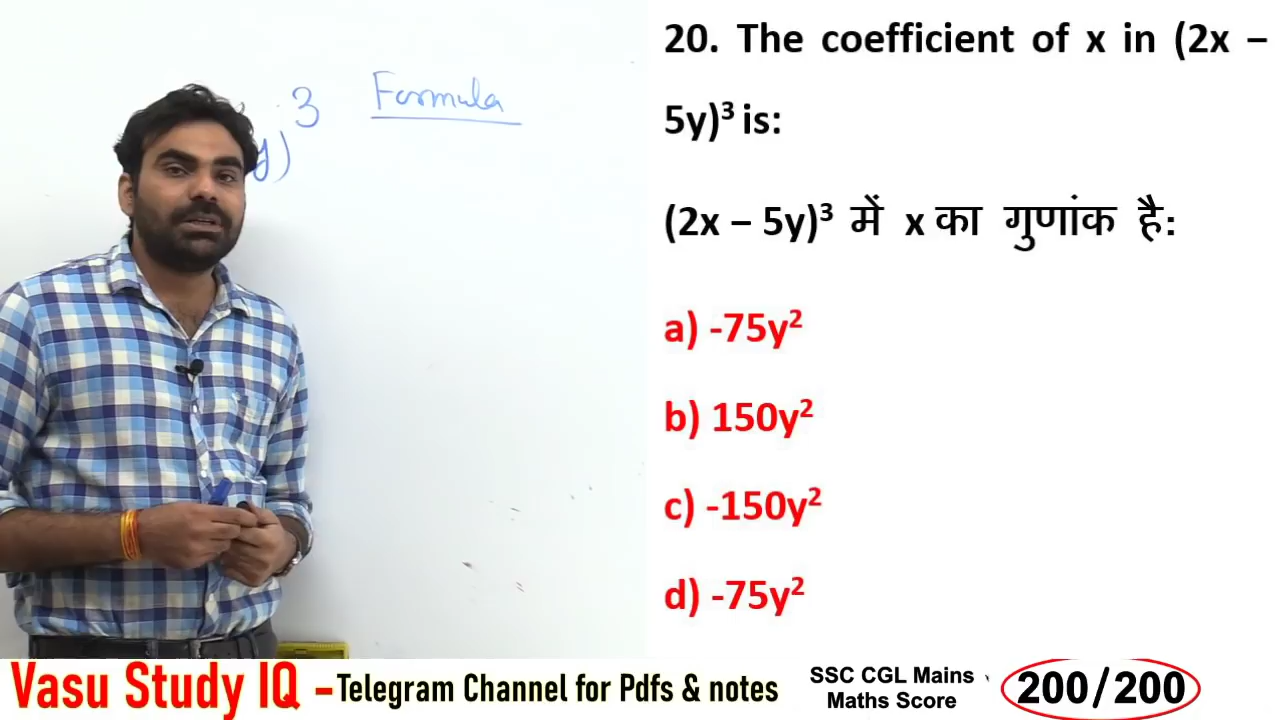 y)³ Formula
20. The coefficient of x in (2x –
5y)³ is:
(2x – 5y)³ में x का गुणांक है:
a) -75y²
b) 150y²
c) -150y²
d) -75y²
Vasu Study IQ - Telegram Channel for Pdfs & notes
SSC CGL Mains
Maths Score
200/200